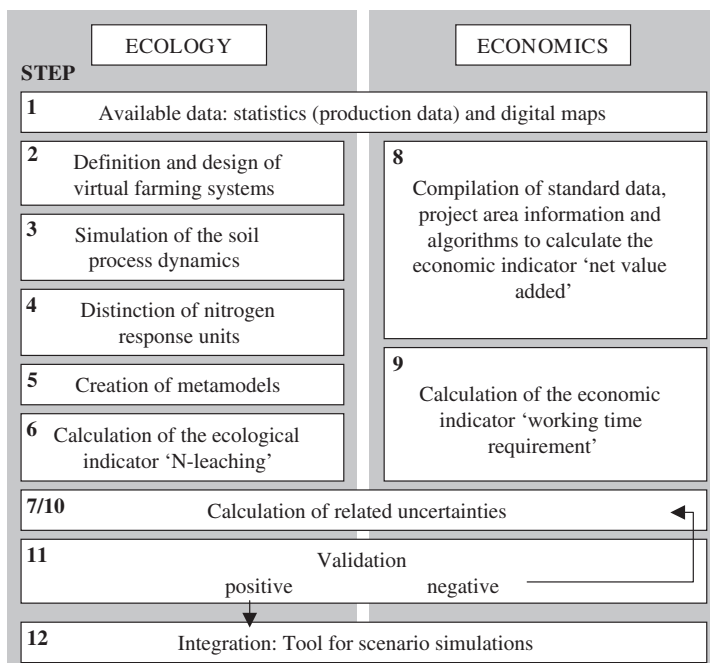 ECOLOGY
ECONOMICS
STEP
1
Available data: statistics (production data) and digital maps
2
Definition and design of
virtual farming systems
3
Simulation of the soil
process dynamics
4
Distinction of nitrogen
response units
5
Creation of metamodels
6
Calculation of the ecological
indicator ‘N-leaching’
8
Compilation of standard data,
project area information and
algorithms to calculate the
economic indicator ‘net value
added’
9
Calculation of the economic
indicator ‘working time
requirement’
7/10
Calculation of related uncertainties
11
Validation
positive
negative
12
Integration: Tool for scenario simulations